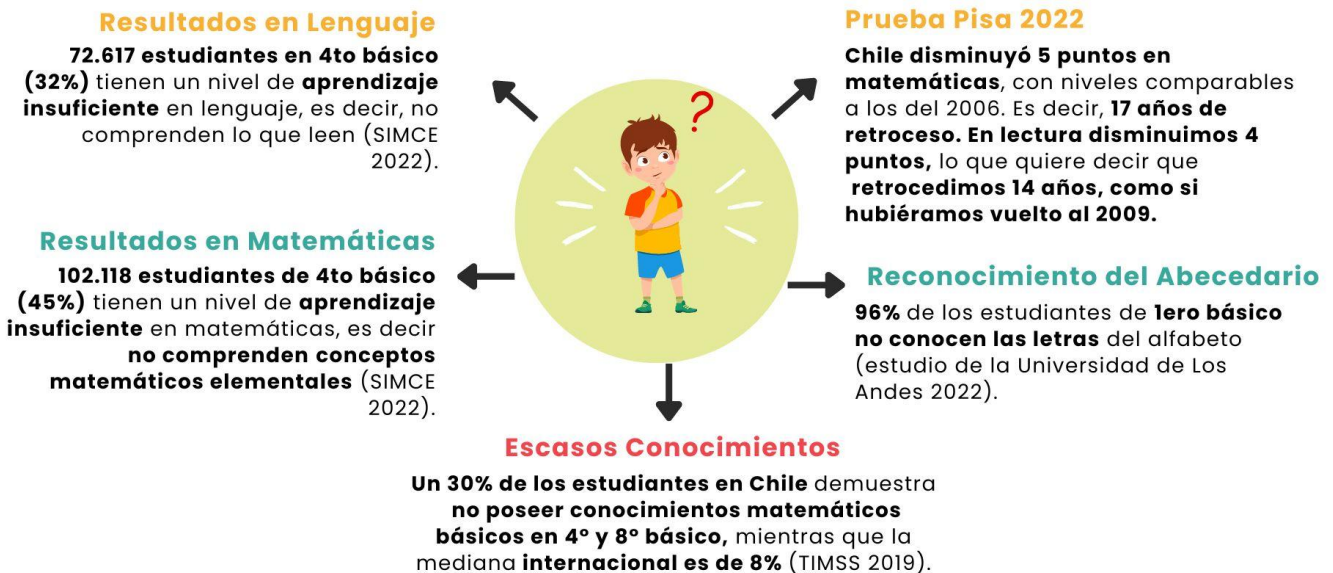 Resultados en Lenguaje
72.617 estudiantes en 4to básico
(32%) tienen un nivel de aprendizaje
insuficiente en lenguaje, es decir, no
comprenden lo que leen (SIMCE
2022).
Prueba Pisa 2022
Chile disminuyó 5 puntos en
matemáticas, con niveles comparables
a los del 2006. Es decir, 17 años de
retroceso. En lectura disminuimos 4
puntos, lo que quiere decir que
retrocedimos 14 años, como si
hubiéramos vuelto al 2009.
?
Resultados en Matemáticas
102.118 estudiantes de 4to básico
(45%) tienen un nivel de aprendizaje
insuficiente en matemáticas, es decir
no comprenden conceptos
matemáticos elementales (SIMCE
2022).
Reconocimiento del Abecedario
96% de los estudiantes de 1ero básico
no conocen las letras del alfabeto
(estudio de la Universidad de Los
Andes 2022).
Escasos Conocimientos
Un 30% de los estudiantes en Chile demuestra
no poseer conocimientos matemáticos
básicos en 4° y 8° básico, mientras que la
mediana internacional es de 8% (TIMSS 2019).